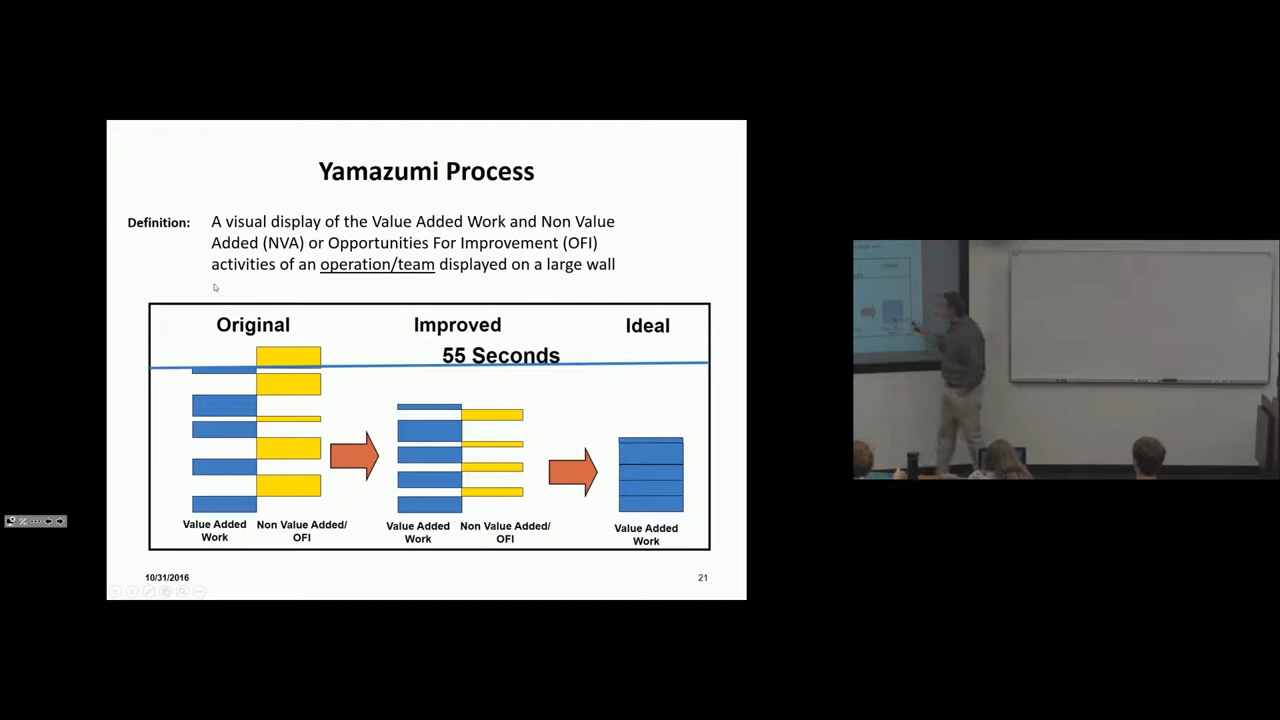 Yamazumi Process
Definition:
A visual display of the Value Added Work and Non Value
Added (NVA) or Opportunities For Improvement (OFI)
activities of an operation/team displayed on a large wall
Original
Improved
Ideal
55 Seconds
Value Added
Work
Non Value Added/
OFI
Value Added
Work
Non Value Added/
OFI
Value Added
Work
10/31/2016
21